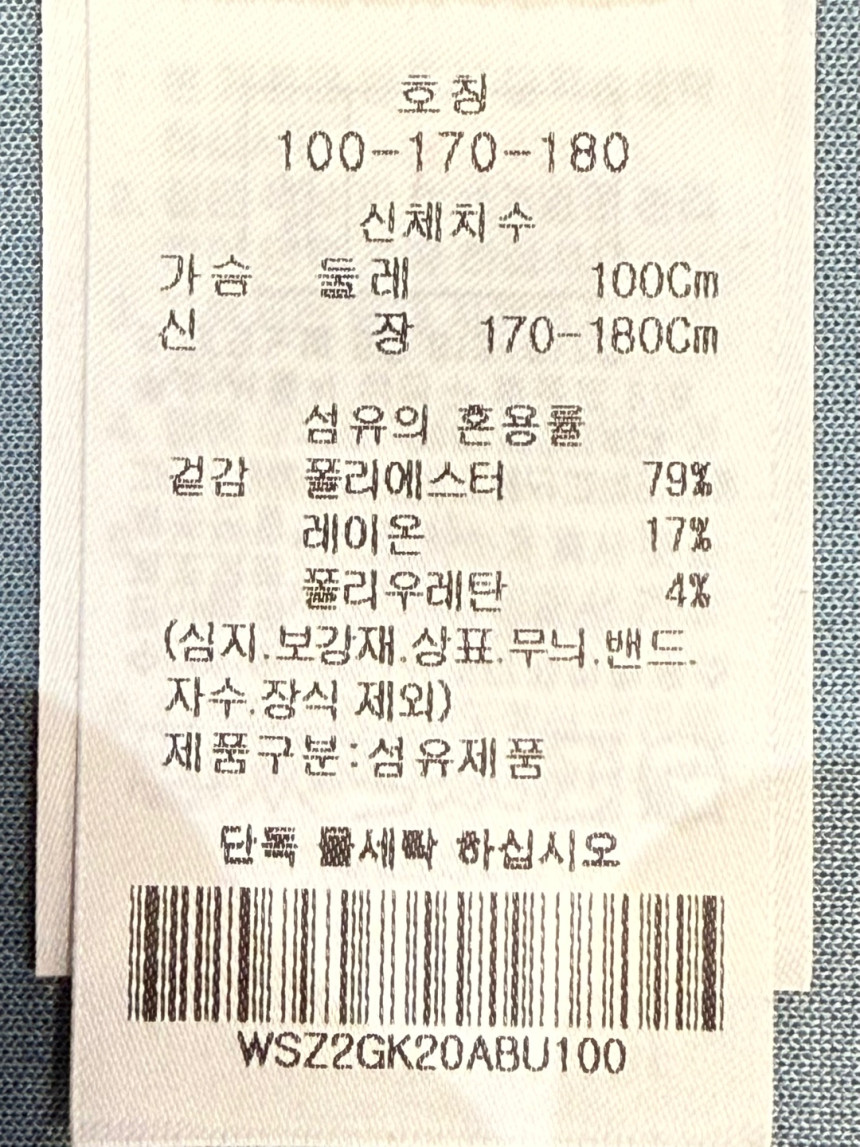 호칭
100-170-180
신체치수
가슴 둘레 100Cm
신 장 170-180Cm
섬유의 혼용률
겉감 폴리에스터 79%
레이온 17%
폴리우레탄 4%
(심지.보강재.상표.무늬.밴드.
자수.장식 제외)
제품구분:섬유제품
단독 물세탁 하십시오
WSZ2GK20ABU100